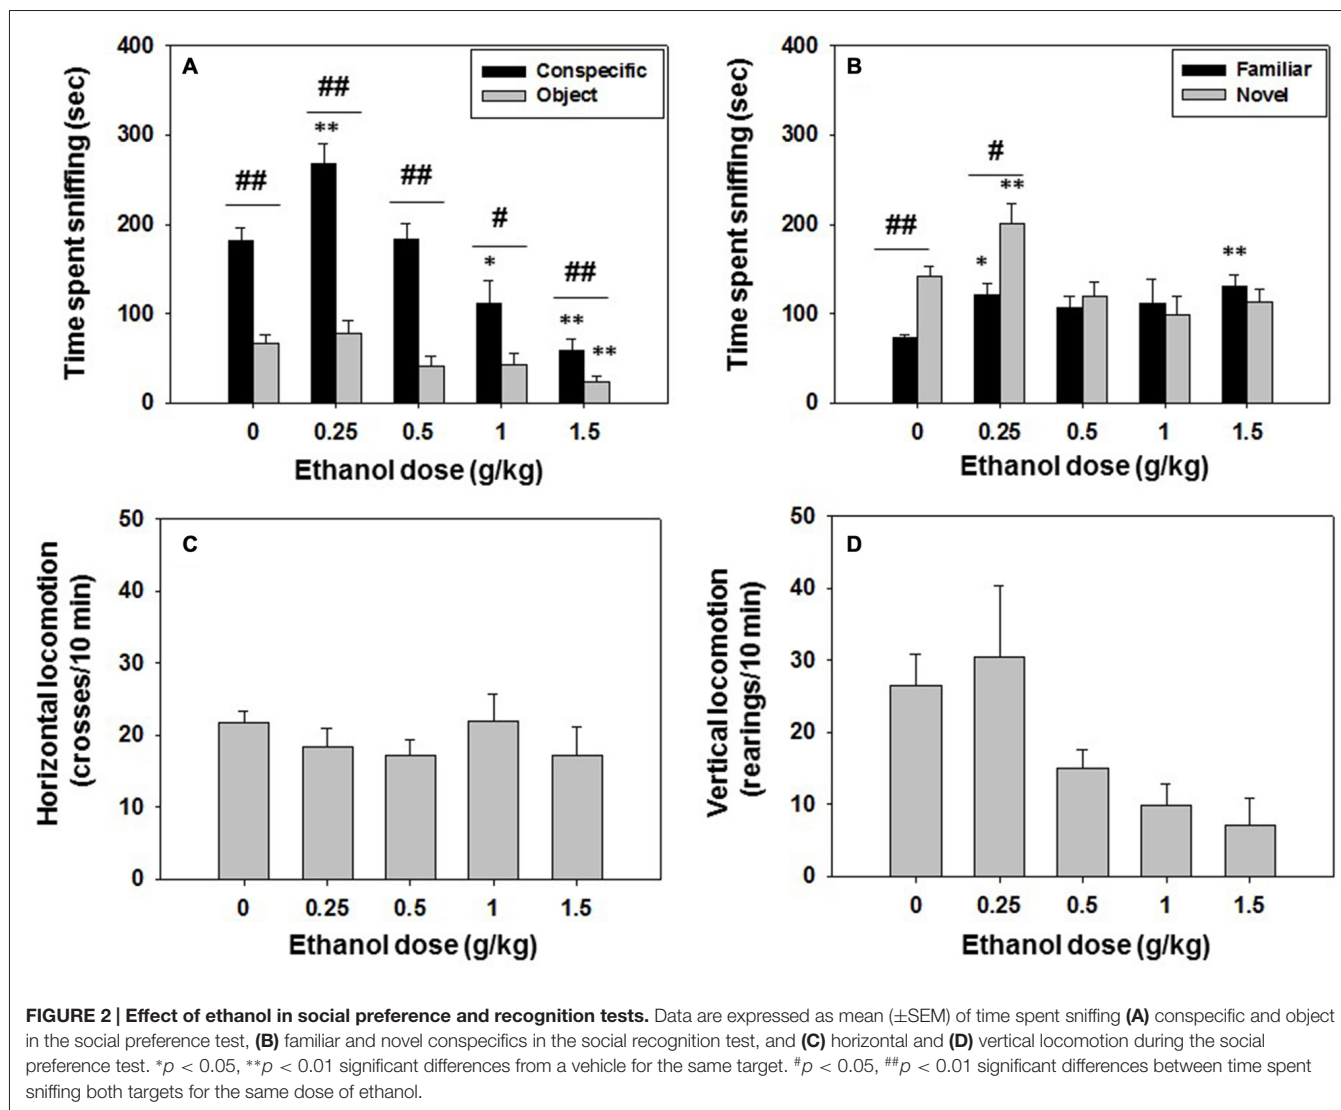 A
Conspecific
Object
Time spent sniffing (sec)
400
300
200
100
0
##
##
**
##
#
*
##
**
**
0 0.25 0.5 1 1.5
Ethanol dose (g/kg)
B
Familiar
Novel
Time spent sniffing (sec)
400
300
200
100
0
##
#
*
**
**
0 0.25 0.5 1 1.5
Ethanol dose (g/kg)
C
Horizontal locomotion
(crosses/10 min)
50
40
30
20
10
0
0 0.25 0.5 1 1.5
Ethanol dose (g/kg)
D
Vertical locomotion
(rearings/10 min)
50
40
30
20
10
0
0 0.25 0.5 1 1.5
Ethanol dose (g/kg)
FIGURE 2 | Effect of ethanol in social preference and recognition tests. Data are expressed as mean (±SEM) of time spent sniffing (A) conspecific and object
in the social preference test, (B) familiar and novel conspecifics in the social recognition test, and (C) horizontal and (D) vertical locomotion during the social
preference test. *p < 0.05, **p < 0.01 significant differences from a vehicle for the same target. #p < 0.05, ##p < 0.01 significant differences between time spent
sniffing both targets for the same dose of ethanol.